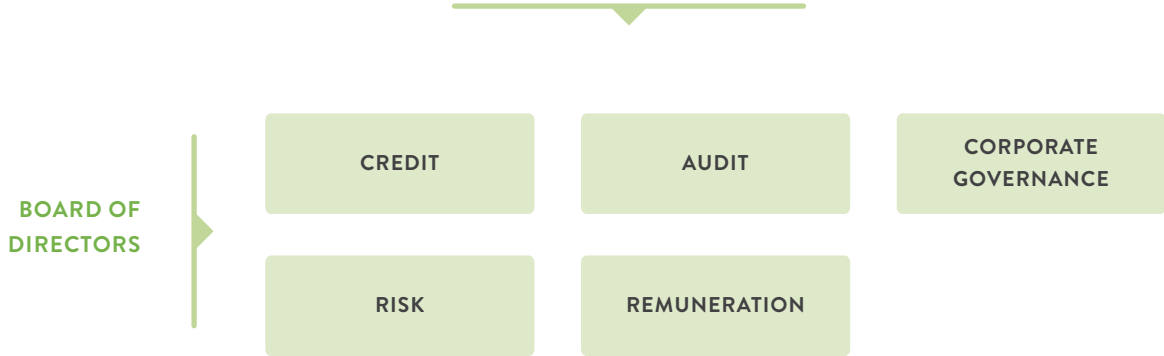 BOARD OF
DIRECTORS
CREDIT
AUDIT
CORPORATE
GOVERNANCE
RISK
REMUNERATION